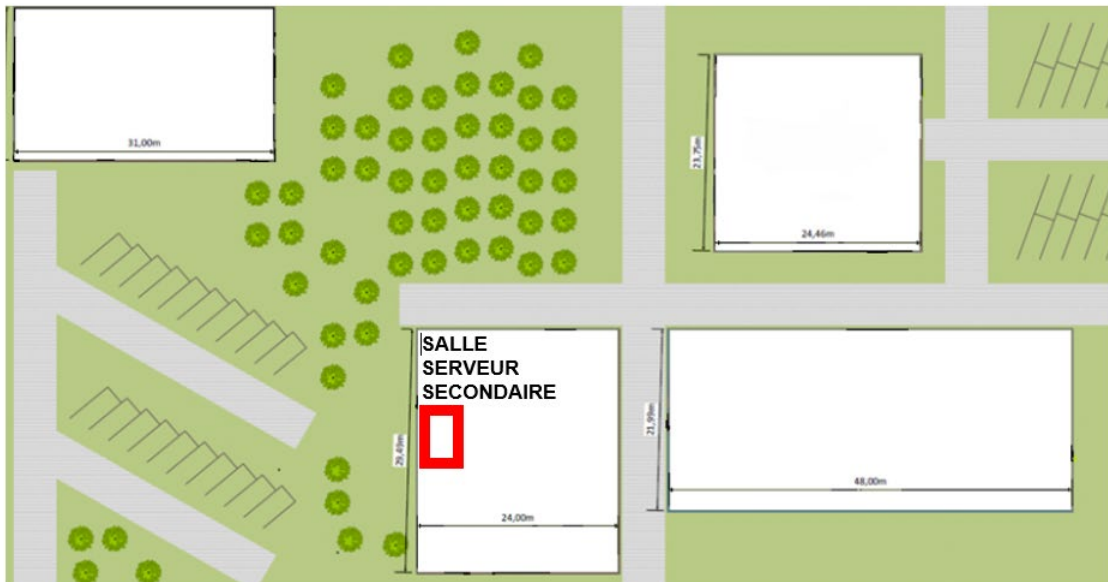 31,00m
23,75m
24,46m
SALLE
SERVEUR
SECONDAIRE
29,49m
24,00m
21,99m
48,00m